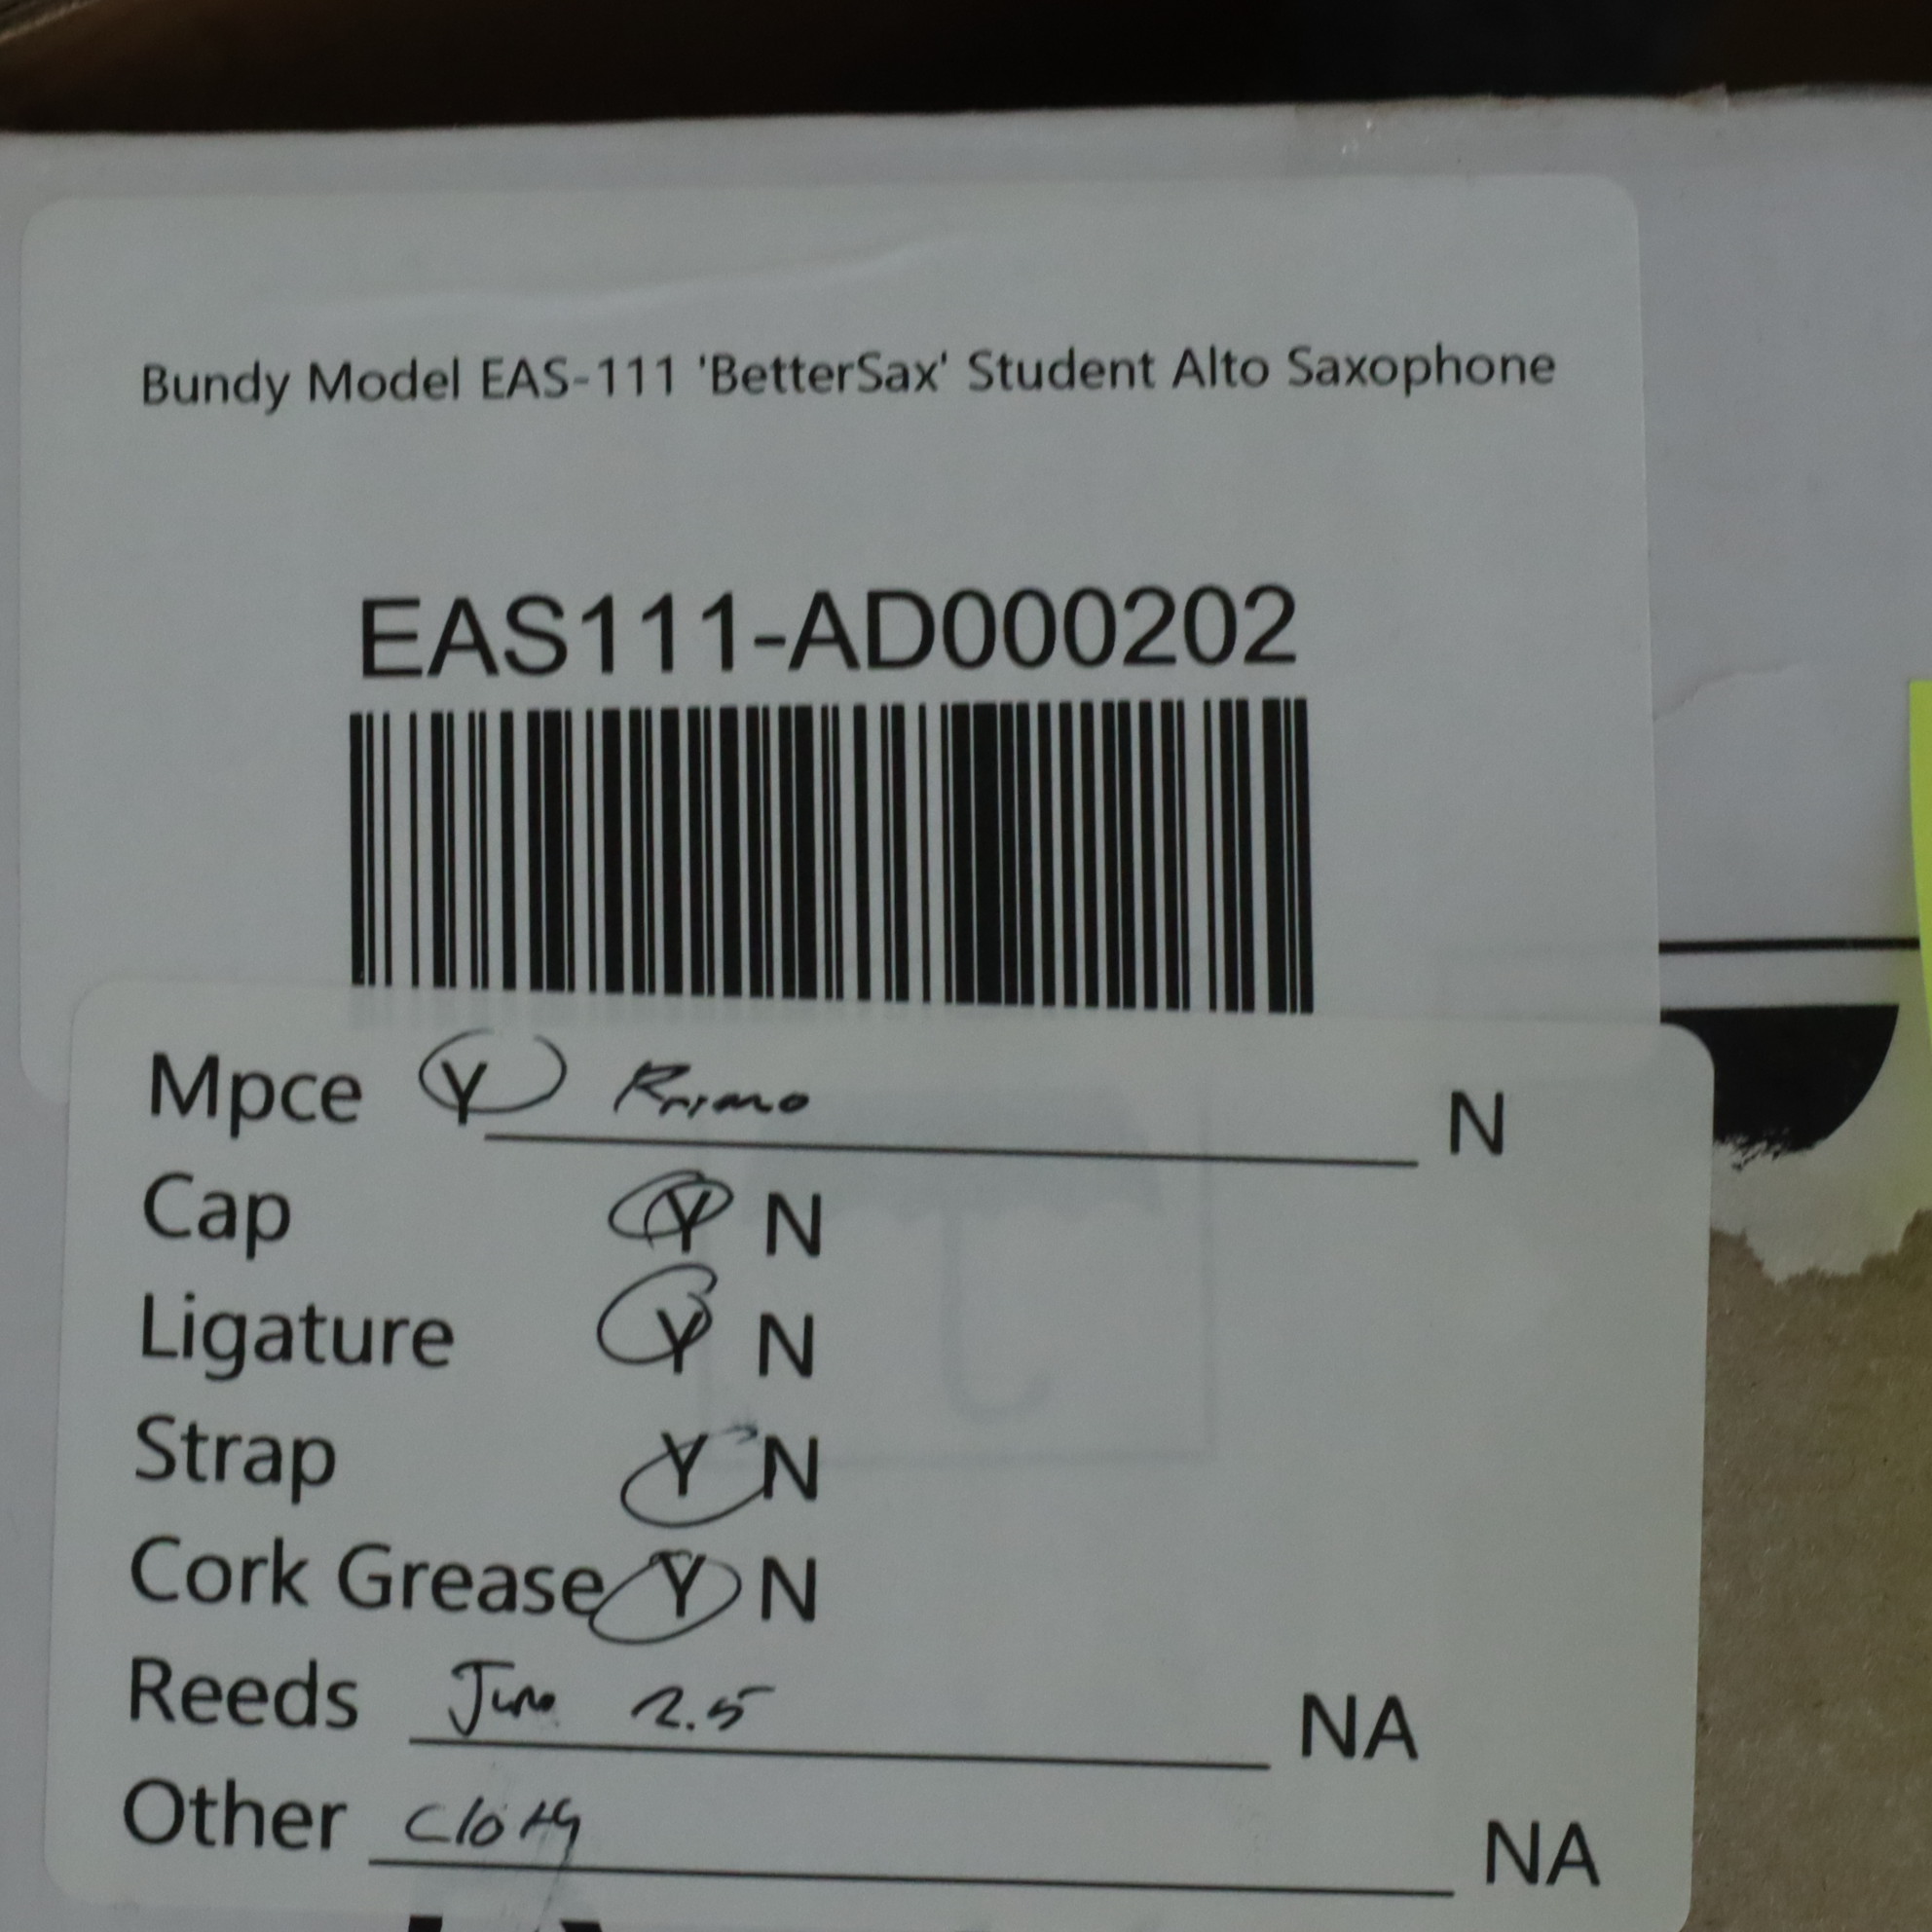 Bundy Model EAS-111 'BetterSax' Student Alto Saxophone
EAS111-AD000202
Mpce Y Rrimo N
Cap Y N
Ligature Y N
Strap Y N
Cork Grease Y N
Reeds Juno 2.5 NA
Other Cloth NA